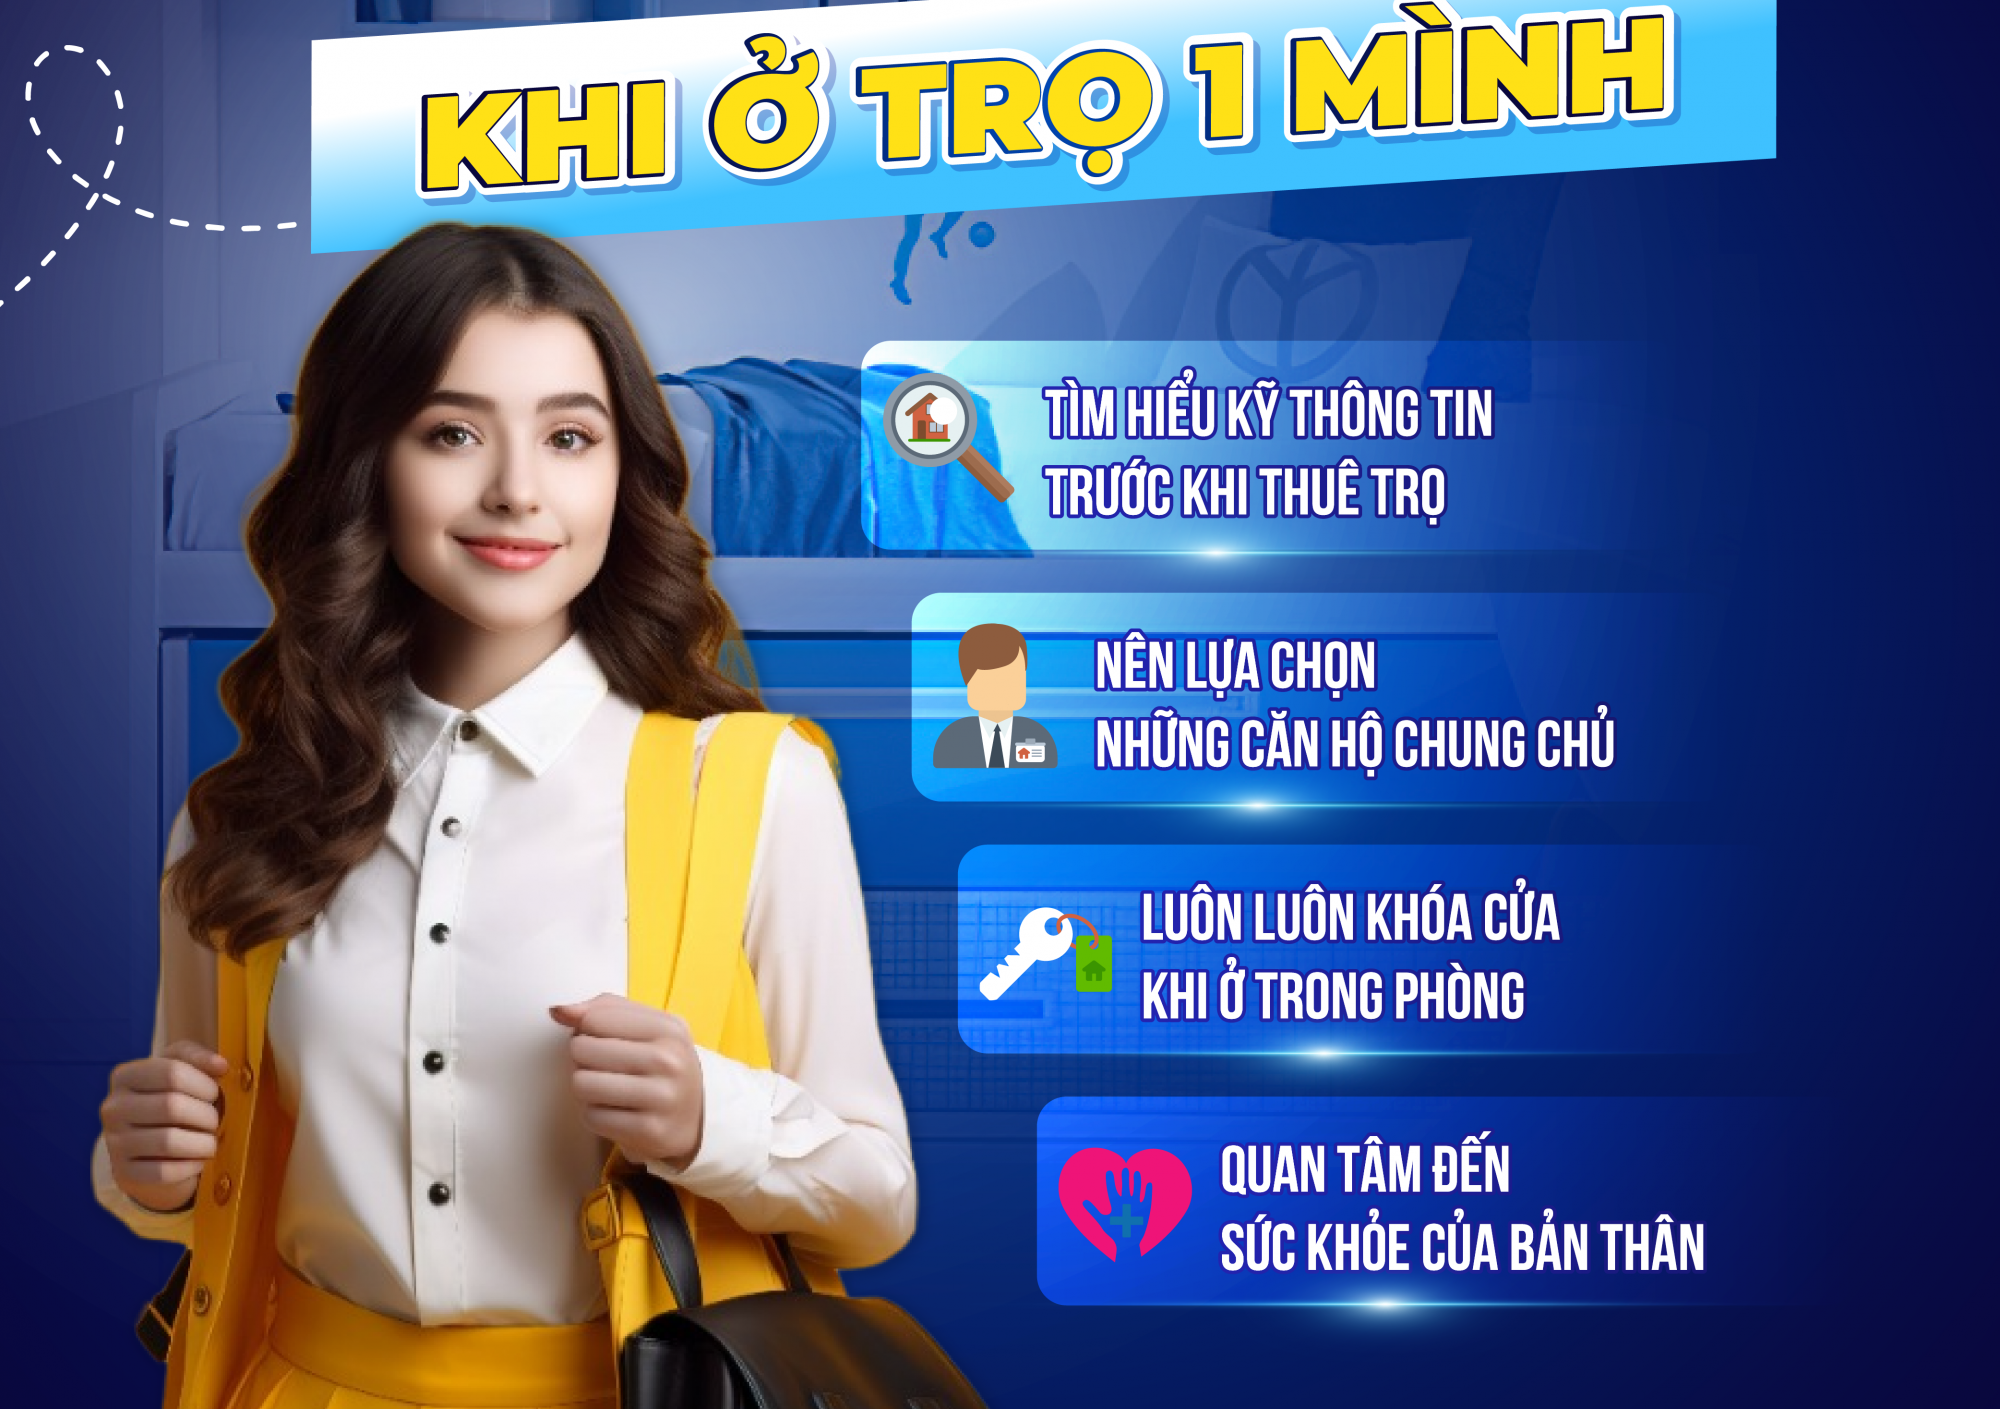 KHI Ở TRỌ 1 MÌNH
TÌM HIỂU KỸ THÔNG TIN
TRƯỚC KHI THUÊ TRỌ
NÊN LỰA CHỌN
NHỮNG CĂN HỘ CHUNG CHỦ
LUÔN LUÔN KHÓA CỬA
KHI Ở TRONG PHÒNG
QUAN TÂM ĐẾN
SỨC KHỎE CỦA BẢN THÂN